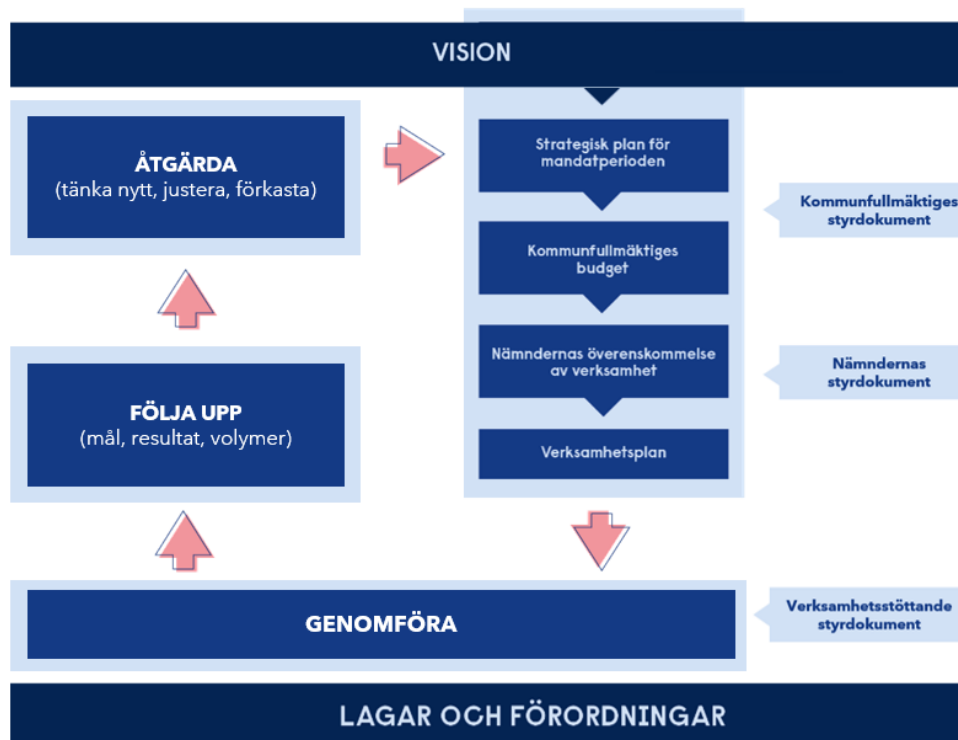 VISION
ÅTGÄRDA
(tänka nytt, justera, förkasta)
Strategisk plan för
mandatperioden
Kommunfullmäktiges
styrdokument
Kommunfullmäktiges
budget
FÖLJA UPP
(mål, resultat, volymer)
Nämndernas överenskommelse
av verksamhet
Nämndernas
styrdokument
Verksamhetsplan
GENOMFÖRA
Verksamhetsstöttande
styrdokument
LAGAR OCH FÖRORDNINGAR